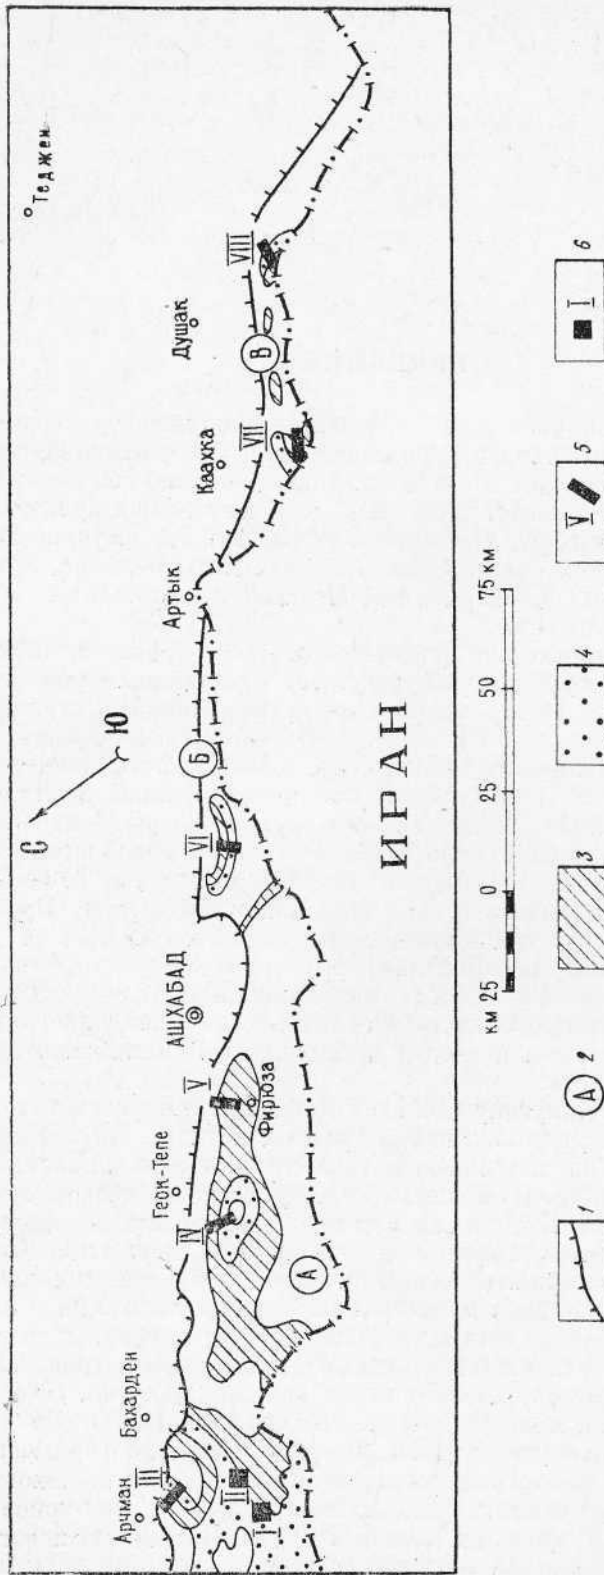 Арчман
Бахарден
Геок-Тепе
АШХАБАД
Фирюза
Артык
Каахка
Душак
Теджен
С
Ю
ИРАН
I
II
III
IV
V
VI
VII
VIII
А
Б
В
км 25 0 25 50 75 км
1
А 2
3
4
V 5
I 6